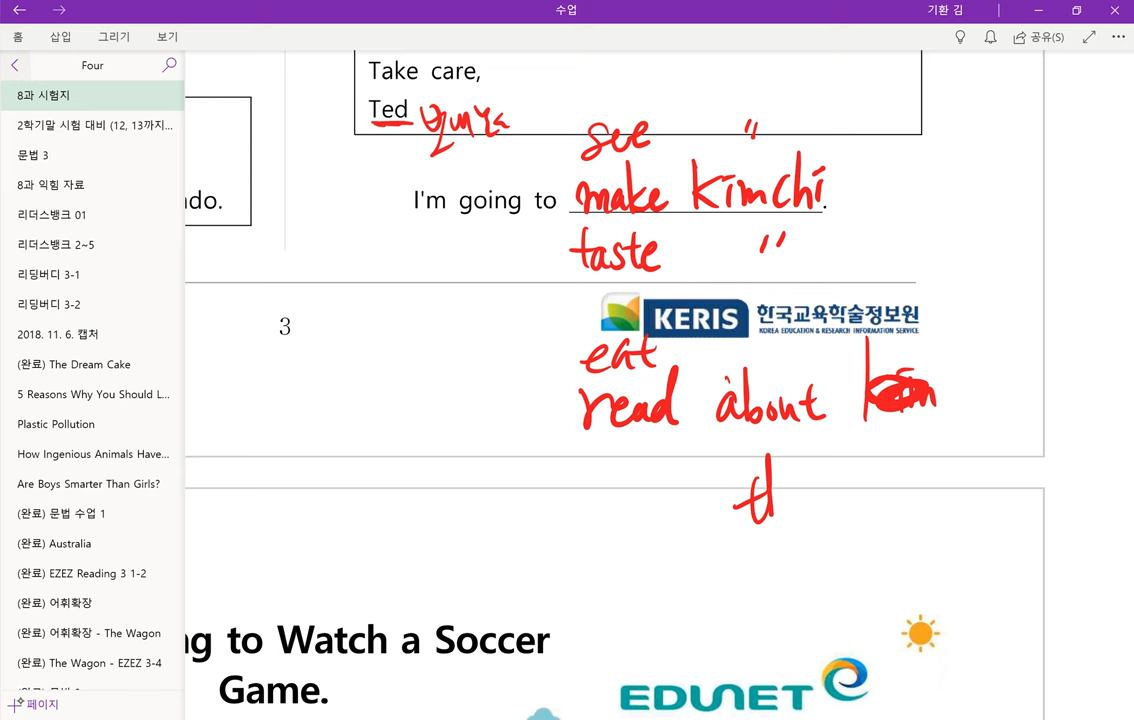 수업
기환 김
홈 삽입 그리기 보기
공유(S)
Four
8과 시험지
2학기말 시험 대비 (12, 13까지...
문법 3
8과 익힘 자료
리더스뱅크 01
리더스뱅크 2~5
리딩버디 3-1
리딩버디 3-2
2018. 11. 6. 캡처
(완료) The Dream Cake
5 Reasons Why You Should L...
Plastic Pollution
How Ingenious Animals Have...
Are Boys Smarter Than Girls?
(완료) 문법 수업 1
(완료) Australia
(완료) EZEZ Reading 3 1-2
(완료) 어휘확장
(완료) 어휘확장 - The Wagon
(완료) The Wagon - EZEZ 3-4
페이지
Take care,
Ted
see "
ndo.
I'm going to make kimchi.
taste "
3
KERIS 한국교육학술정보원
KOREA EDUCATION & RESEARCH INFORMATION SERVICE
eat
read about
ng to Watch a Soccer
Game.
EDUNET